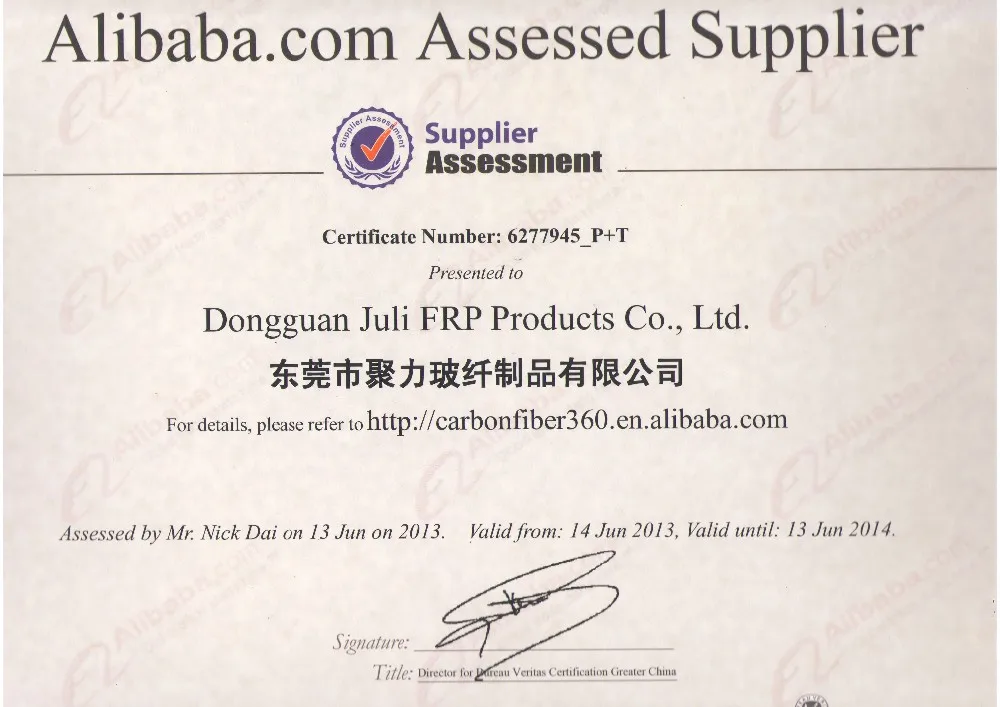 Alibaba.com Assessed Supplier
Supplier Assessment
Supplier
Assessment
Certificate Number: 6277945_P+T
Presented to
Dongguan Juli FRP Products Co., Ltd.
东莞市聚力玻纤制品有限公司
For details, please refer to http://carbonfiber360.en.alibaba.com
Assessed by Mr. Nick Dai on 13 Jun on 2013. Valid from: 14 Jun 2013, Valid until: 13 Jun 2014.
Signature:
Title: Director for Bureau Veritas Certification Greater China